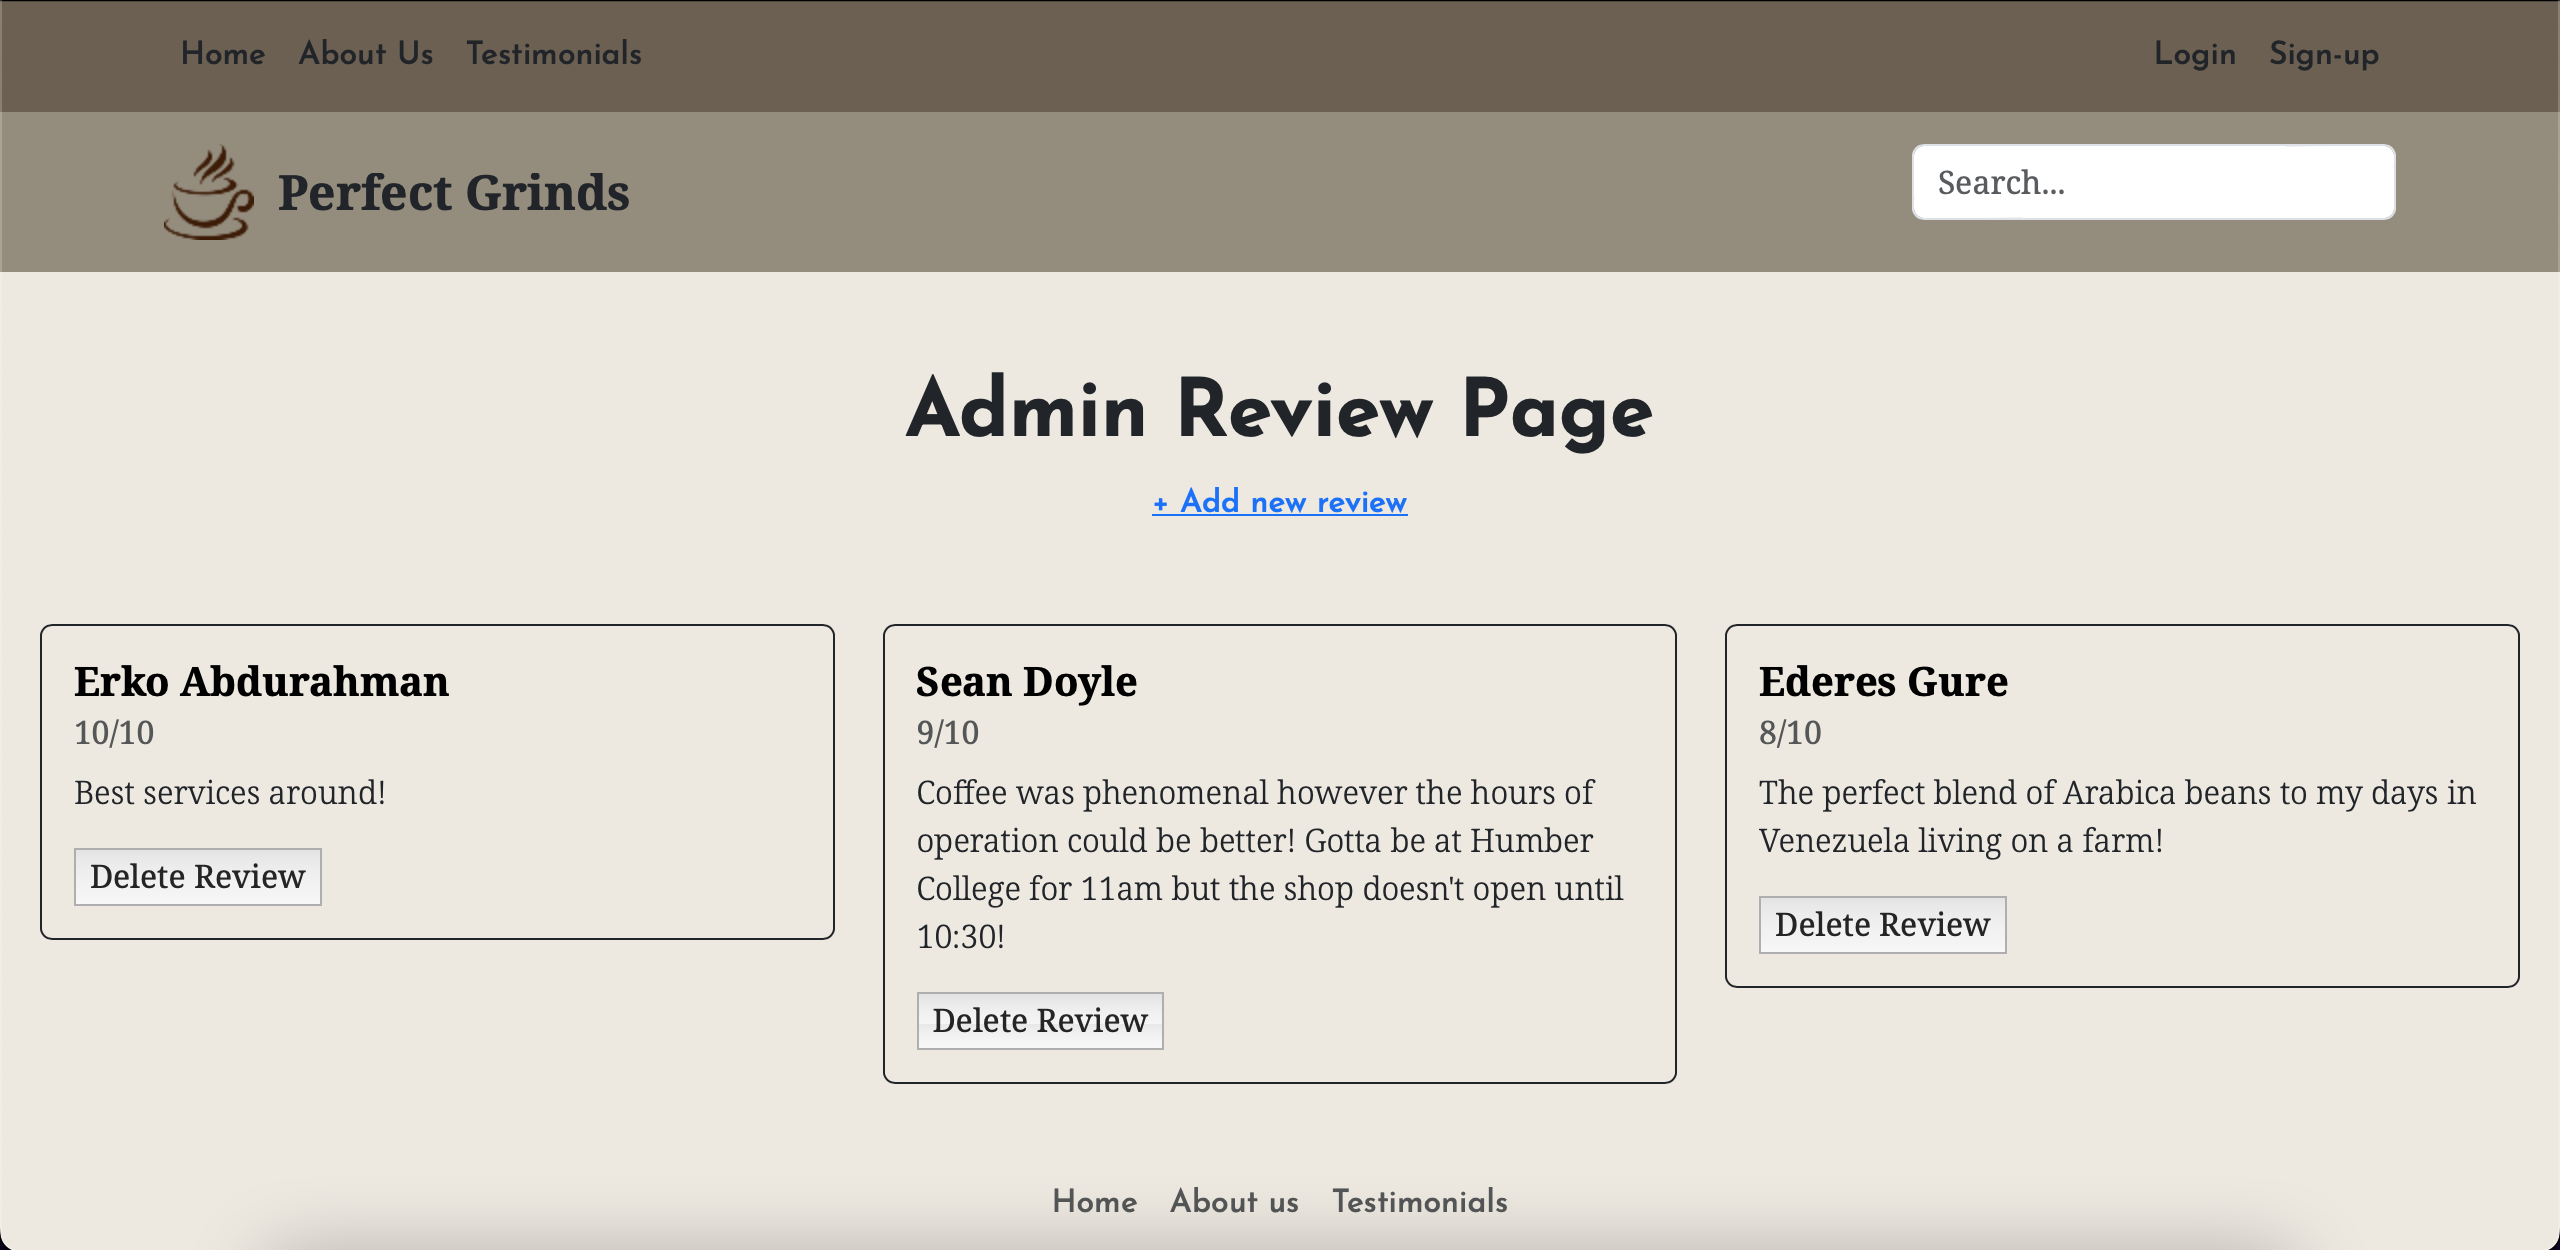 Home About Us Testimonials Login Sign-up
Perfect Grinds
Search...
Admin Review Page
+ Add new review
Erko Abdurahman
10/10
Best services around!
Delete Review
Sean Doyle
9/10
Coffee was phenomenal however the hours of
operation could be better! Gotta be at Humber
College for 11am but the shop doesn't open until
10:30!
Delete Review
Ederes Gure
8/10
The perfect blend of Arabica beans to my days in
Venezuela living on a farm!
Delete Review
Home About us Testimonials